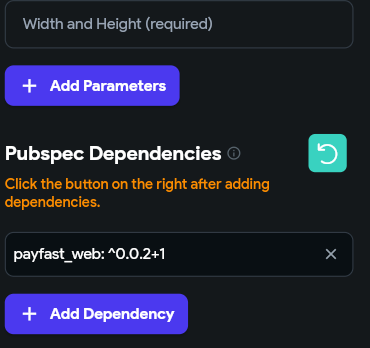 Width and Height (required)
+ Add Parameters
Pubspec Dependencies
Click the button on the right after adding
dependencies.
payfast_web: ^0.0.2+1
+ Add Dependency